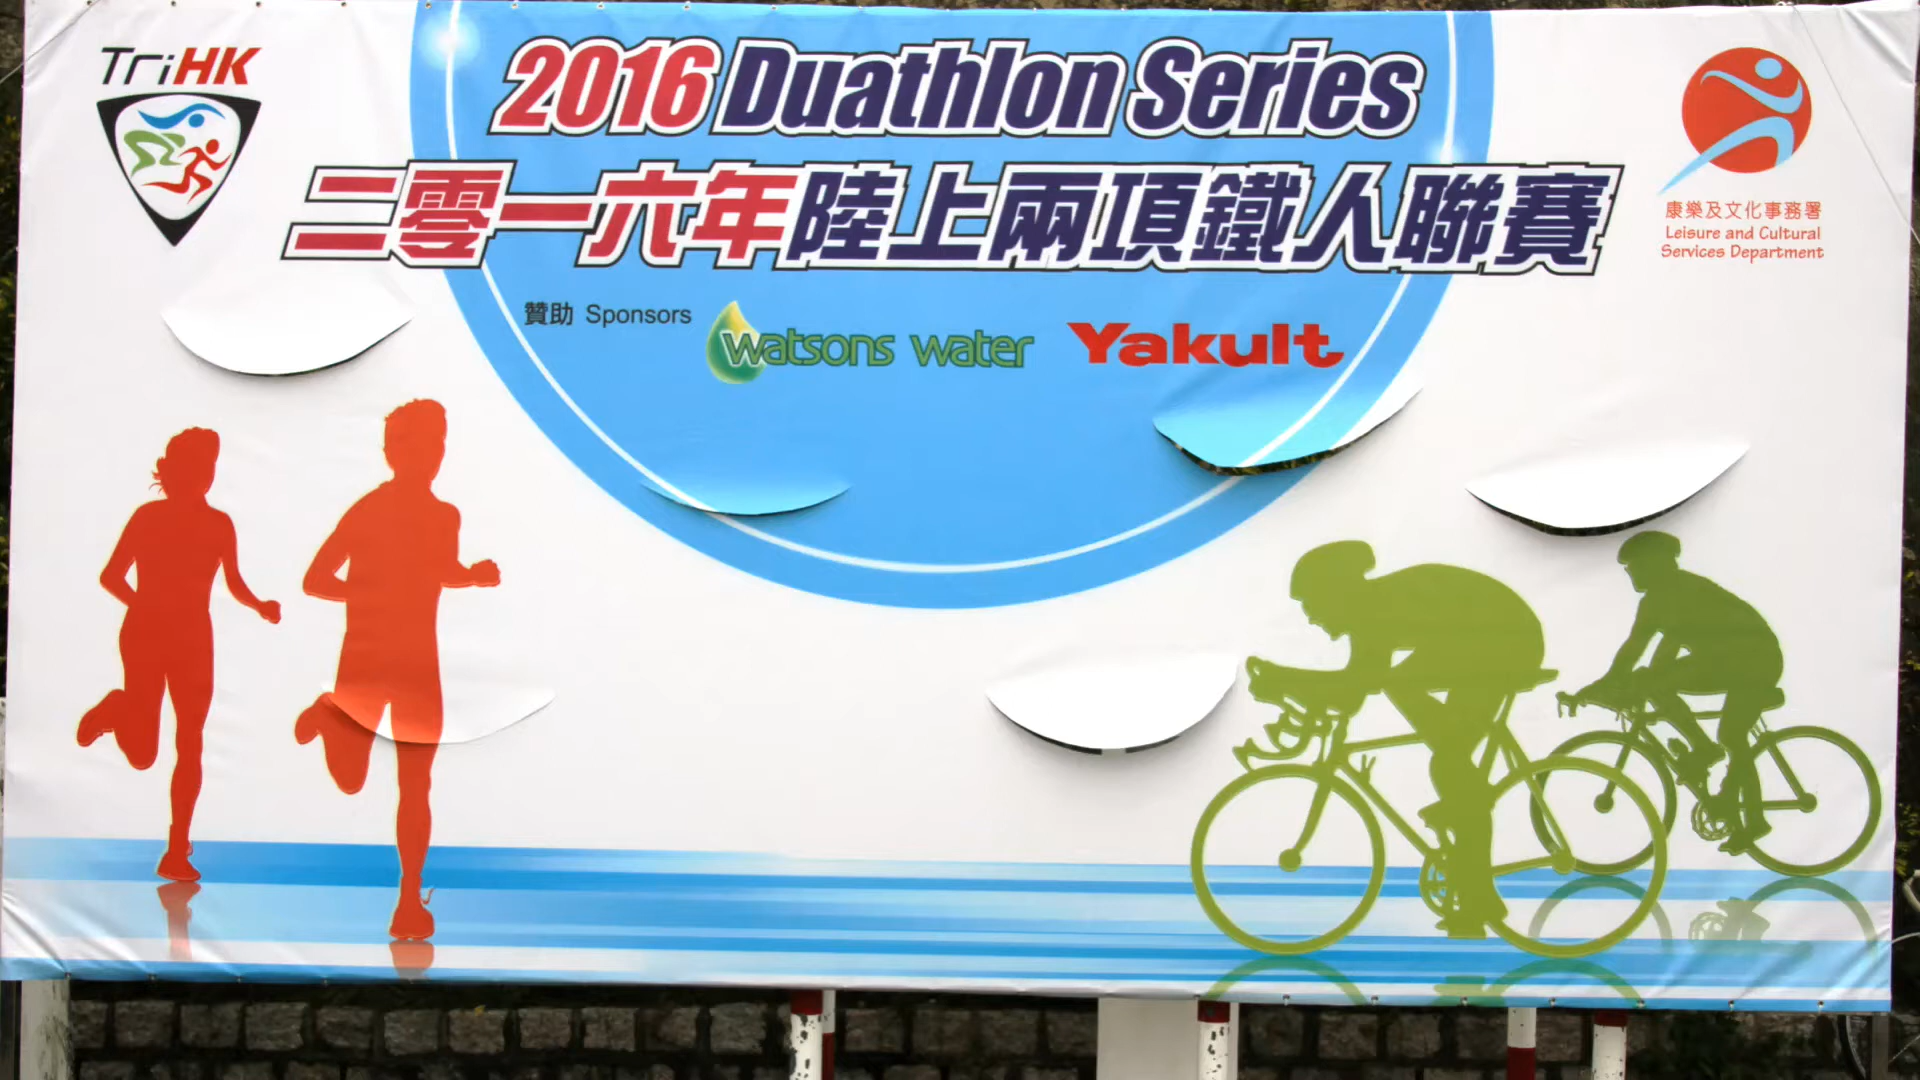 TriHK
2016 Duathlon Series
二零一六年陸上兩項鐵人聯賽
康樂及文化事務署
Leisure and Cultural
Services Department
贊助 Sponsors
watsons water
Yakult